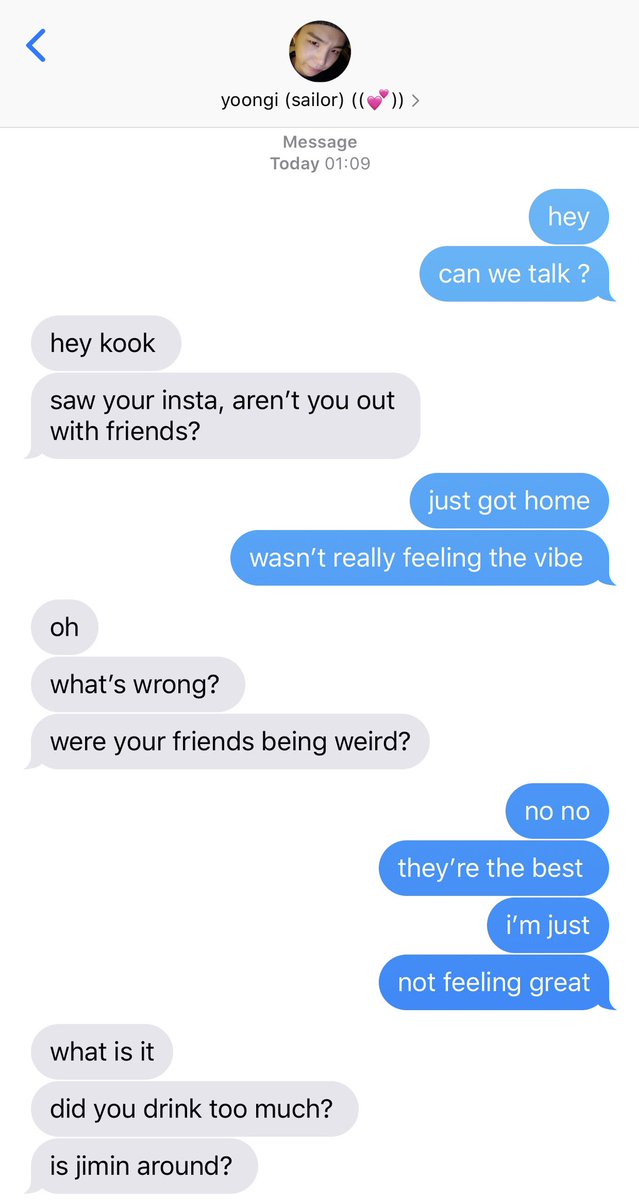 yoongi (sailor) ((💕))
Message
Today 01:09
hey
can we talk ?
hey kook
saw your insta, aren’t you out
with friends?
just got home
wasn’t really feeling the vibe
oh
what’s wrong?
were your friends being weird?
no no
they’re the best
i’m just
not feeling great
what is it
did you drink too much?
is jimin around?